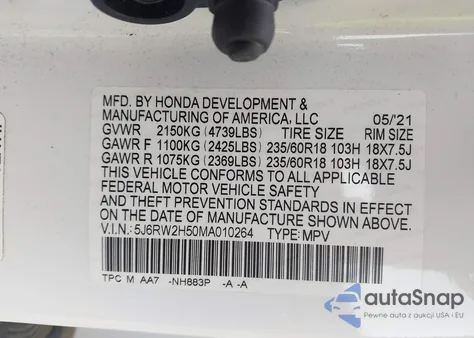 MFD. BY HONDA DEVELOPMENT &
MANUFACTURING OF AMERICA, LLC 05/'21
GVWR 2150KG (4739LBS) TIRE SIZE RIM SIZE
GAWR F 1100KG (2425LBS) 235/60R18 103H 18X7.5J
GAWR R 1075KG (2369LBS) 235/60R18 103H 18X7.5J
THIS VEHICLE CONFORMS TO ALL APPLICABLE
FEDERAL MOTOR VEHICLE SAFETY
AND THEFT PREVENTION STANDARDS IN EFFECT
ON THE DATE OF MANUFACTURE SHOWN ABOVE.
V.I.N.: 5J6RW2H50MA010264 TYPE: MPV
TPC M AA7 -NH883P -A -A
autoSnap
Pewne auta z aukcji USA i EU